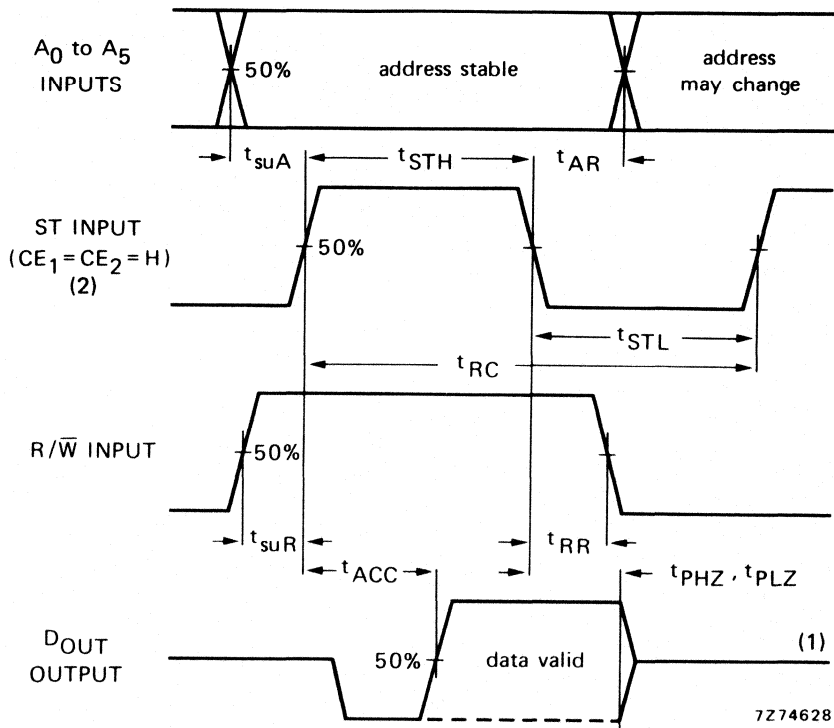 A0 to A5
INPUTS
50%
address stable
address
may change
tsuA
tSTH
tAR
ST INPUT
(CE1 = CE2 = H)
(2)
50%
tSTL
tRC
R/W̅ INPUT
50%
tsuR
tRR
tACC
tPHZ , tPLZ
DOUT
OUTPUT
50%
data valid
(1)
7Z74628